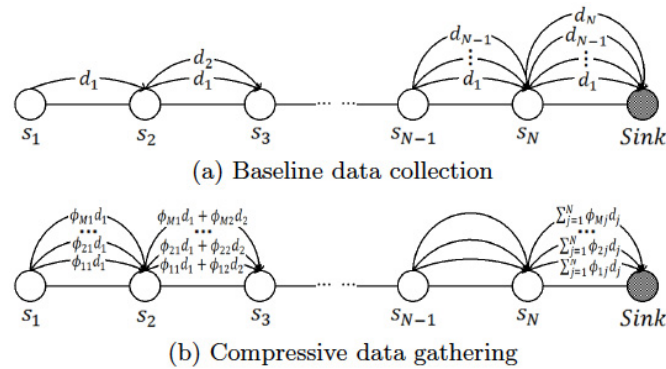 d_N
d_{N-1} d_{N-1}
d_2 ⋮ ⋮
d_1 d_1 d_1 d_1
s_1 s_2 s_3 ... ... s_{N-1} s_N Sink
(a) Baseline data collection
ϕ_{M1}d_1 ϕ_{M1}d_1 + ϕ_{M2}d_2 ∑_{j=1}^N ϕ_{Mj}d_j
... ... ...
ϕ_{21}d_1 ϕ_{21}d_1 + ϕ_{22}d_2 ∑_{j=1}^N ϕ_{2j}d_j
ϕ_{11}d_1 ϕ_{11}d_1 + ϕ_{12}d_2 ∑_{j=1}^N ϕ_{1j}d_j
... ...
s_1 s_2 s_3 s_{N-1} s_N Sink
(b) Compressive data gathering